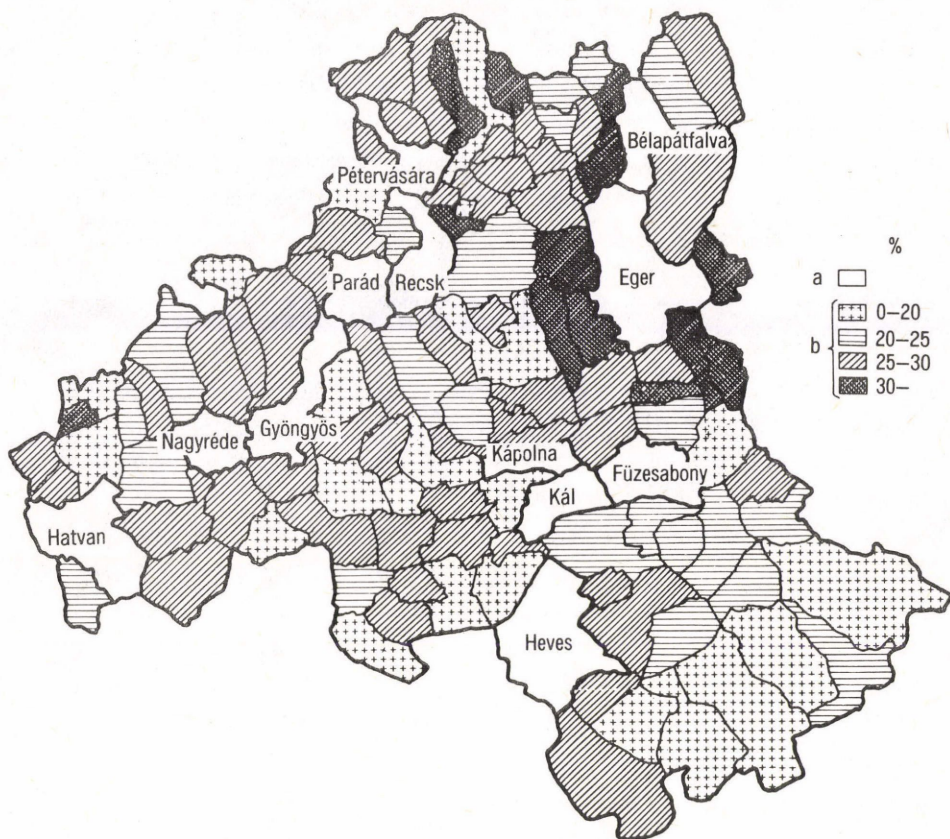 Bélapátfalva
Pétervására
Parád
Recsk
Eger
Nagyréde
Gyöngyös
Kápolna
Kál
Füzesabony
Hatvan
Heves
%
a
b
0–20
20–25
25–30
30–